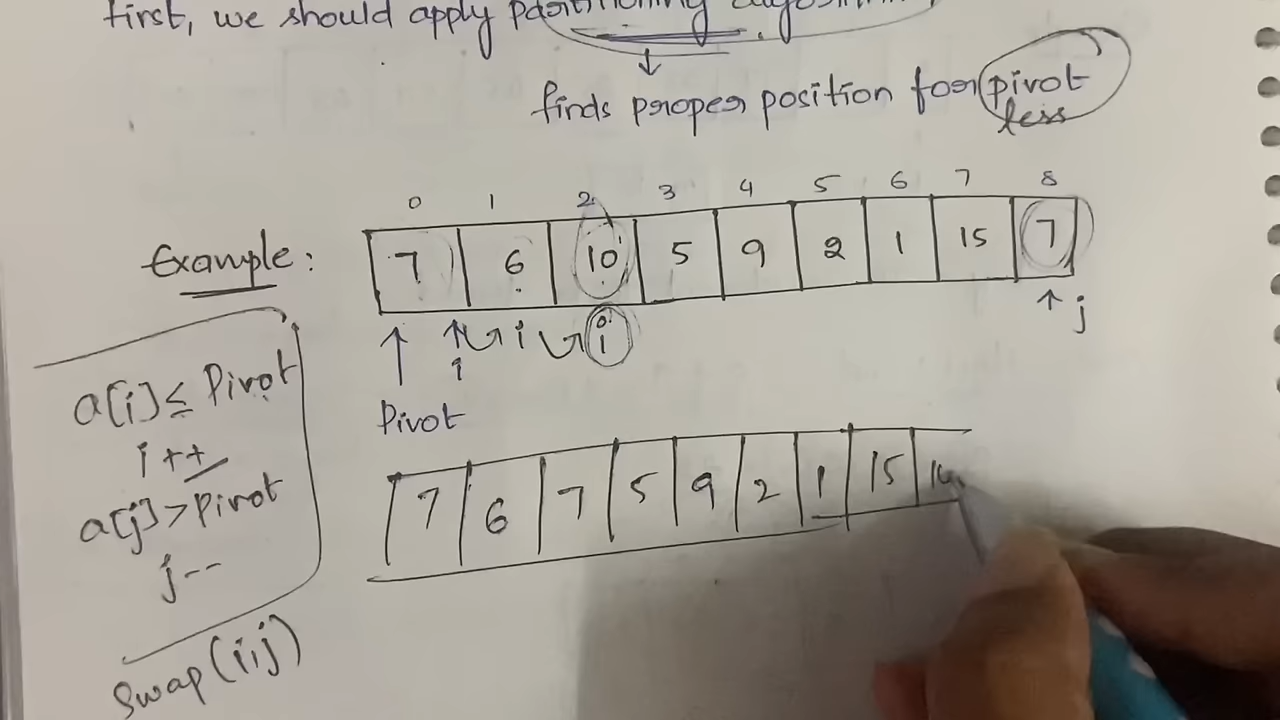 first, we should apply positioning algorithm.
↓
finds proper position for pivot
less
0 1 2 3 4 5 6 7 8
Example: 7 6 10 5 9 2 1 15 7
↑ ↑ i i ↑ j
i
Pivot
a[i] ≤ Pivot
i++
a[j] > Pivot
j--
Swap(i,j)
7 6 7 5 9 2 1 15